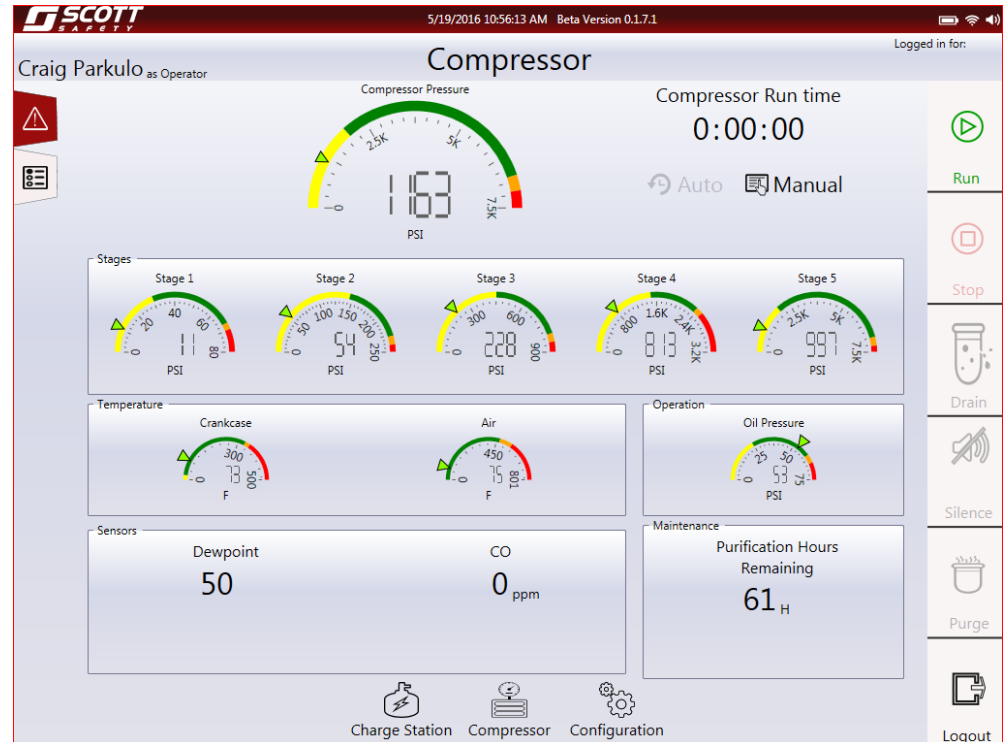 SCOTT
SAFETY
5/19/2016 10:56:13 AM Beta Version 0.1.7.1
Craig Parkulo as Operator
Compressor
Logged in for:
Compressor Pressure
0
2.5K
5K
7.5K
1163
PSI
Compressor Run time
0:00:00
Auto
Manual
Stages
Stage 1
0 20 40 60 80
11
PSI
Stage 2
0 50 100 150 200 250
54
PSI
Stage 3
0 300 600 900
228
PSI
Stage 4
0 800 1.6K 2.4K 3.2K
813
PSI
Stage 5
0 2.5K 5K 7.5K
997
PSI
Temperature
Crankcase
0 300 500
73
F
Air
0 450 801
75
F
Operation
Oil Pressure
0 25 50 75
53
PSI
Sensors
Dewpoint
50
CO
0 ppm
Maintenance
Purification Hours
Remaining
61 H
Run
Stop
Drain
Silence
Purge
Logout
Charge Station
Compressor
Configuration